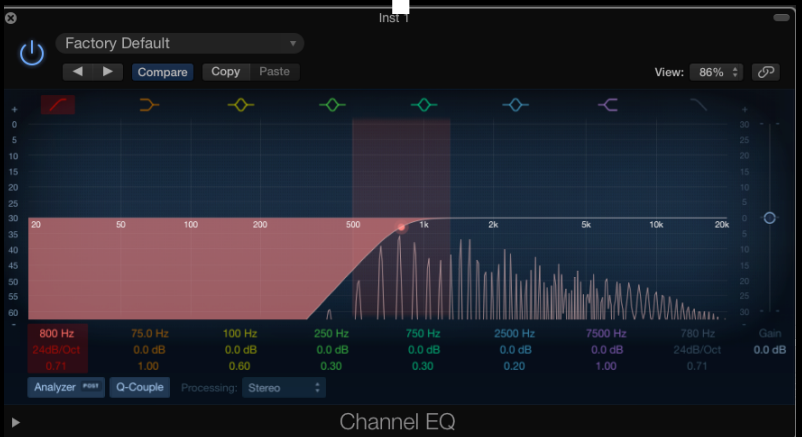 Inst 1
Factory Default
Compare Copy Paste View: 86%
+ +
0 30
5 25
10 20
15 15
20 10
25 5
30 20 50 100 200 500 1k 2k 5k 10k 20k 0
35 5
40 10
45 15
50 20
55 25
60 30
- -
800 Hz 75.0 Hz 100 Hz 250 Hz 750 Hz 2500 Hz 7500 Hz 780 Hz Gain
24dB/Oct 0.0 dB 0.0 dB 0.0 dB 0.0 dB 0.0 dB 0.0 dB 24dB/Oct 0.0 dB
0.71 1.00 0.60 0.30 0.30 0.20 1.00 0.71
Analyzer POST Q-Couple Processing: Stereo
Channel EQ